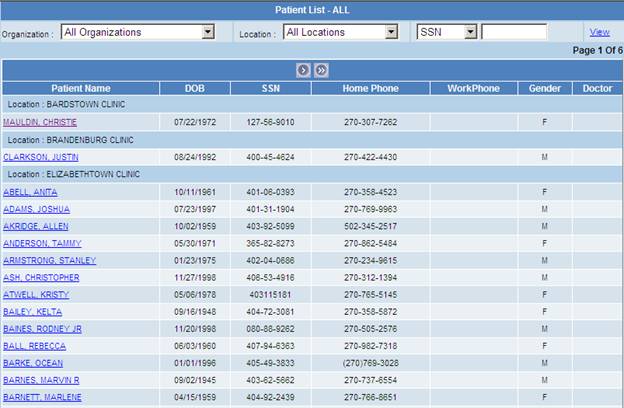 Patient List - ALL
Organization : All Organizations Location : All Locations SSN View
Page 1 Of 6
Patient Name DOB SSN Home Phone WorkPhone Gender Doctor
Location : BARDSTOWN CLINIC
MAULDIN, CHRISTIE 07/22/1972 127-56-9010 270-307-7262 F
Location : BRANDENBURG CLINIC
CLARKSON, JUSTIN 08/24/1992 400-45-4624 270-422-4430 M
Location : ELIZABETHTOWN CLINIC
ABELL, ANITA 10/11/1961 401-06-0393 270-358-4523 F
ADAMS, JOSHUA 07/23/1997 401-31-1904 270-769-9963 M
AKRIDGE, ALLEN 10/02/1959 403-92-5099 502-345-2517 M
ANDERSON, TAMMY 05/30/1971 365-82-8273 270-862-5484 F
ARMSTRONG, STANLEY 01/23/1975 402-04-0686 270-234-9615 M
ASH, CHRISTOPHER 11/27/1998 406-53-4916 270-312-1394 M
ATWELL, KRISTY 05/06/1978 403115181 270-765-5145 F
BAILEY, KELTA 09/16/1948 404-72-3081 270-358-5872 F
BAINES, RODNEY JR 11/20/1998 080-88-9262 270-505-2576 M
BALL, REBECCA 06/03/1960 407-94-6363 270-982-7318 F
BARKE, OCEAN 01/01/1996 405-49-3833 (270)769-3028 M
BARNES, MARVIN R 09/02/1945 403-62-5662 270-737-6554 M
BARNETT, MARLENE 04/15/1959 404-92-2439 270-766-8651 F